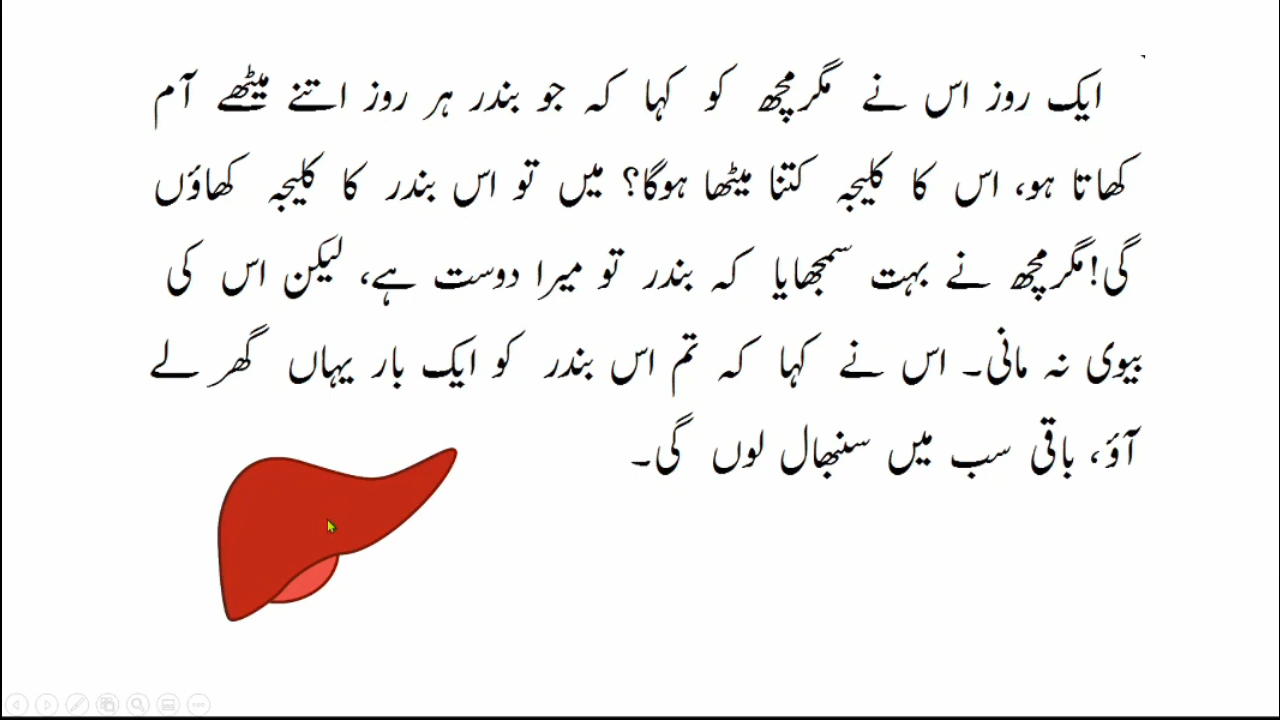 ایک روز اس نے مگرمچھ کو کہا کہ جو بندر ہر روز اتنے میٹھے آم
کھاتا ہو، اس کا کلیجہ کتنا میٹھا ہوگا؟ میں تو اس بندر کا کلیجہ کھاؤں
گی!مگرمچھ نے بہت سمجھایا کہ بندر تو میرا دوست ہے، لیکن اس کی
بیوی نہ مانی۔ اس نے کہا کہ تم اس بندر کو ایک بار یہاں گھر لے
آؤ، باقی سب میں سنبھال لوں گی۔